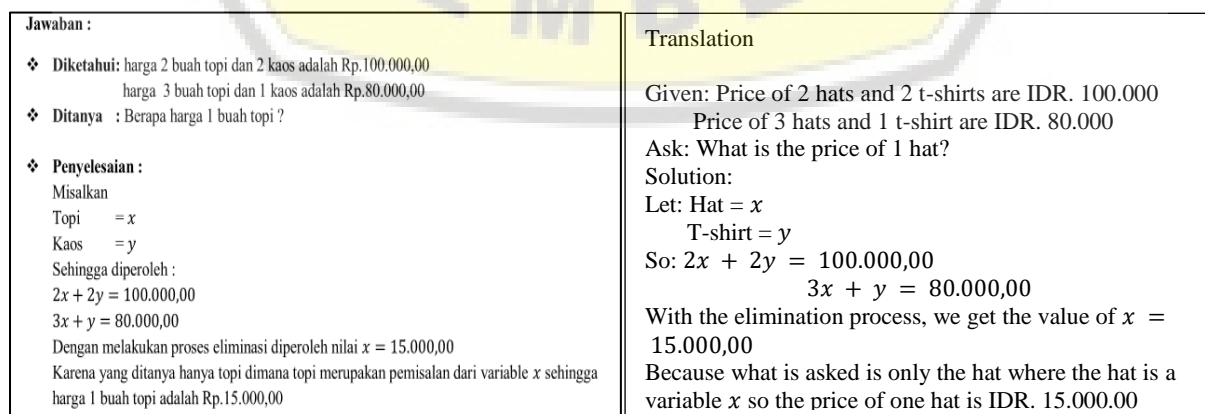 M B
Jawaban :
❖ Diketahui: harga 2 buah topi dan 2 kaos adalah Rp.100.000,00
harga 3 buah topi dan 1 kaos adalah Rp.80.000,00
❖ Ditanya : Berapa harga 1 buah topi ?
❖ Penyelesaian :
Misalkan
Topi = x
Kaos = y
Sehingga diperoleh :
2x + 2y = 100.000,00
3x + y = 80.000,00
Dengan melakukan proses eliminasi diperoleh nilai x = 15.000,00
Karena yang ditanya hanya topi dimana topi merupakan pemisalan dari variable x sehingga
harga 1 buah topi adalah Rp.15.000,00
Translation
Given: Price of 2 hats and 2 t-shirts are IDR. 100.000
Price of 3 hats and 1 t-shirt are IDR. 80.000
Ask: What is the price of 1 hat?
Solution:
Let: Hat = x
T-shirt = y
So: 2x + 2y = 100.000,00
3x + y = 80.000,00
With the elimination process, we get the value of x =
15.000,00
Because what is asked is only the hat where the hat is a
variable x so the price of one hat is IDR. 15.000.00